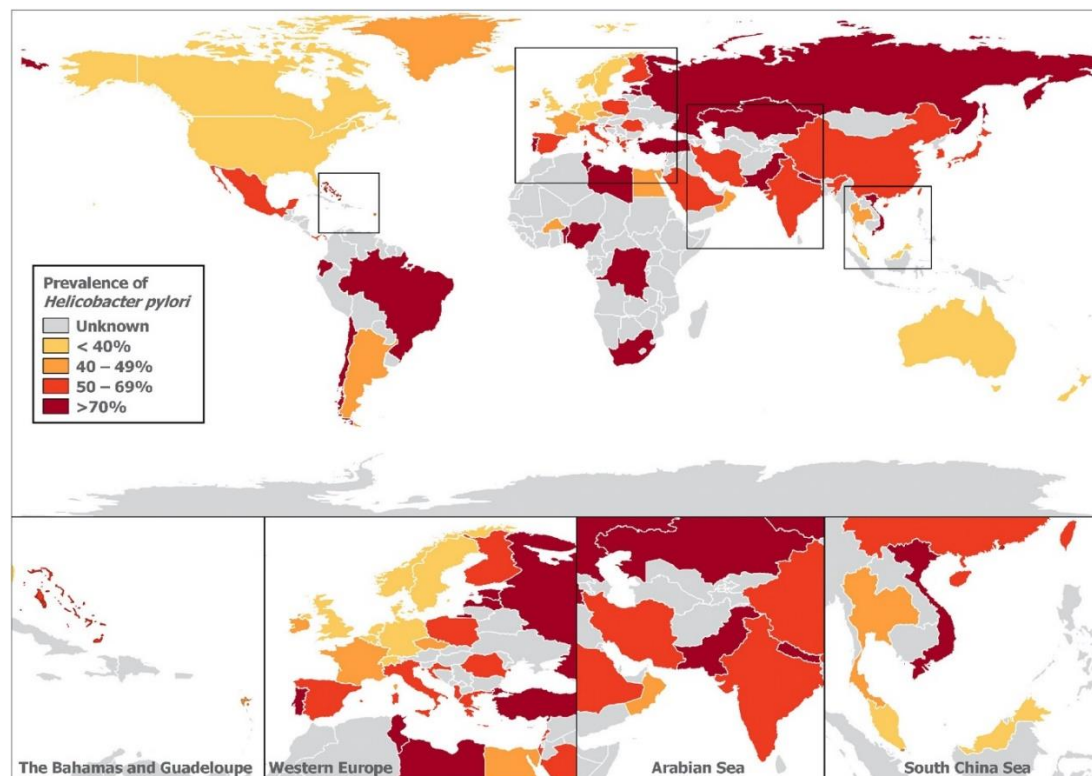 Prevalence of
Helicobacter pylori
Unknown
< 40%
40 – 49%
50 – 69%
>70%
The Bahamas and Guadeloupe
Western Europe
Arabian Sea
South China Sea